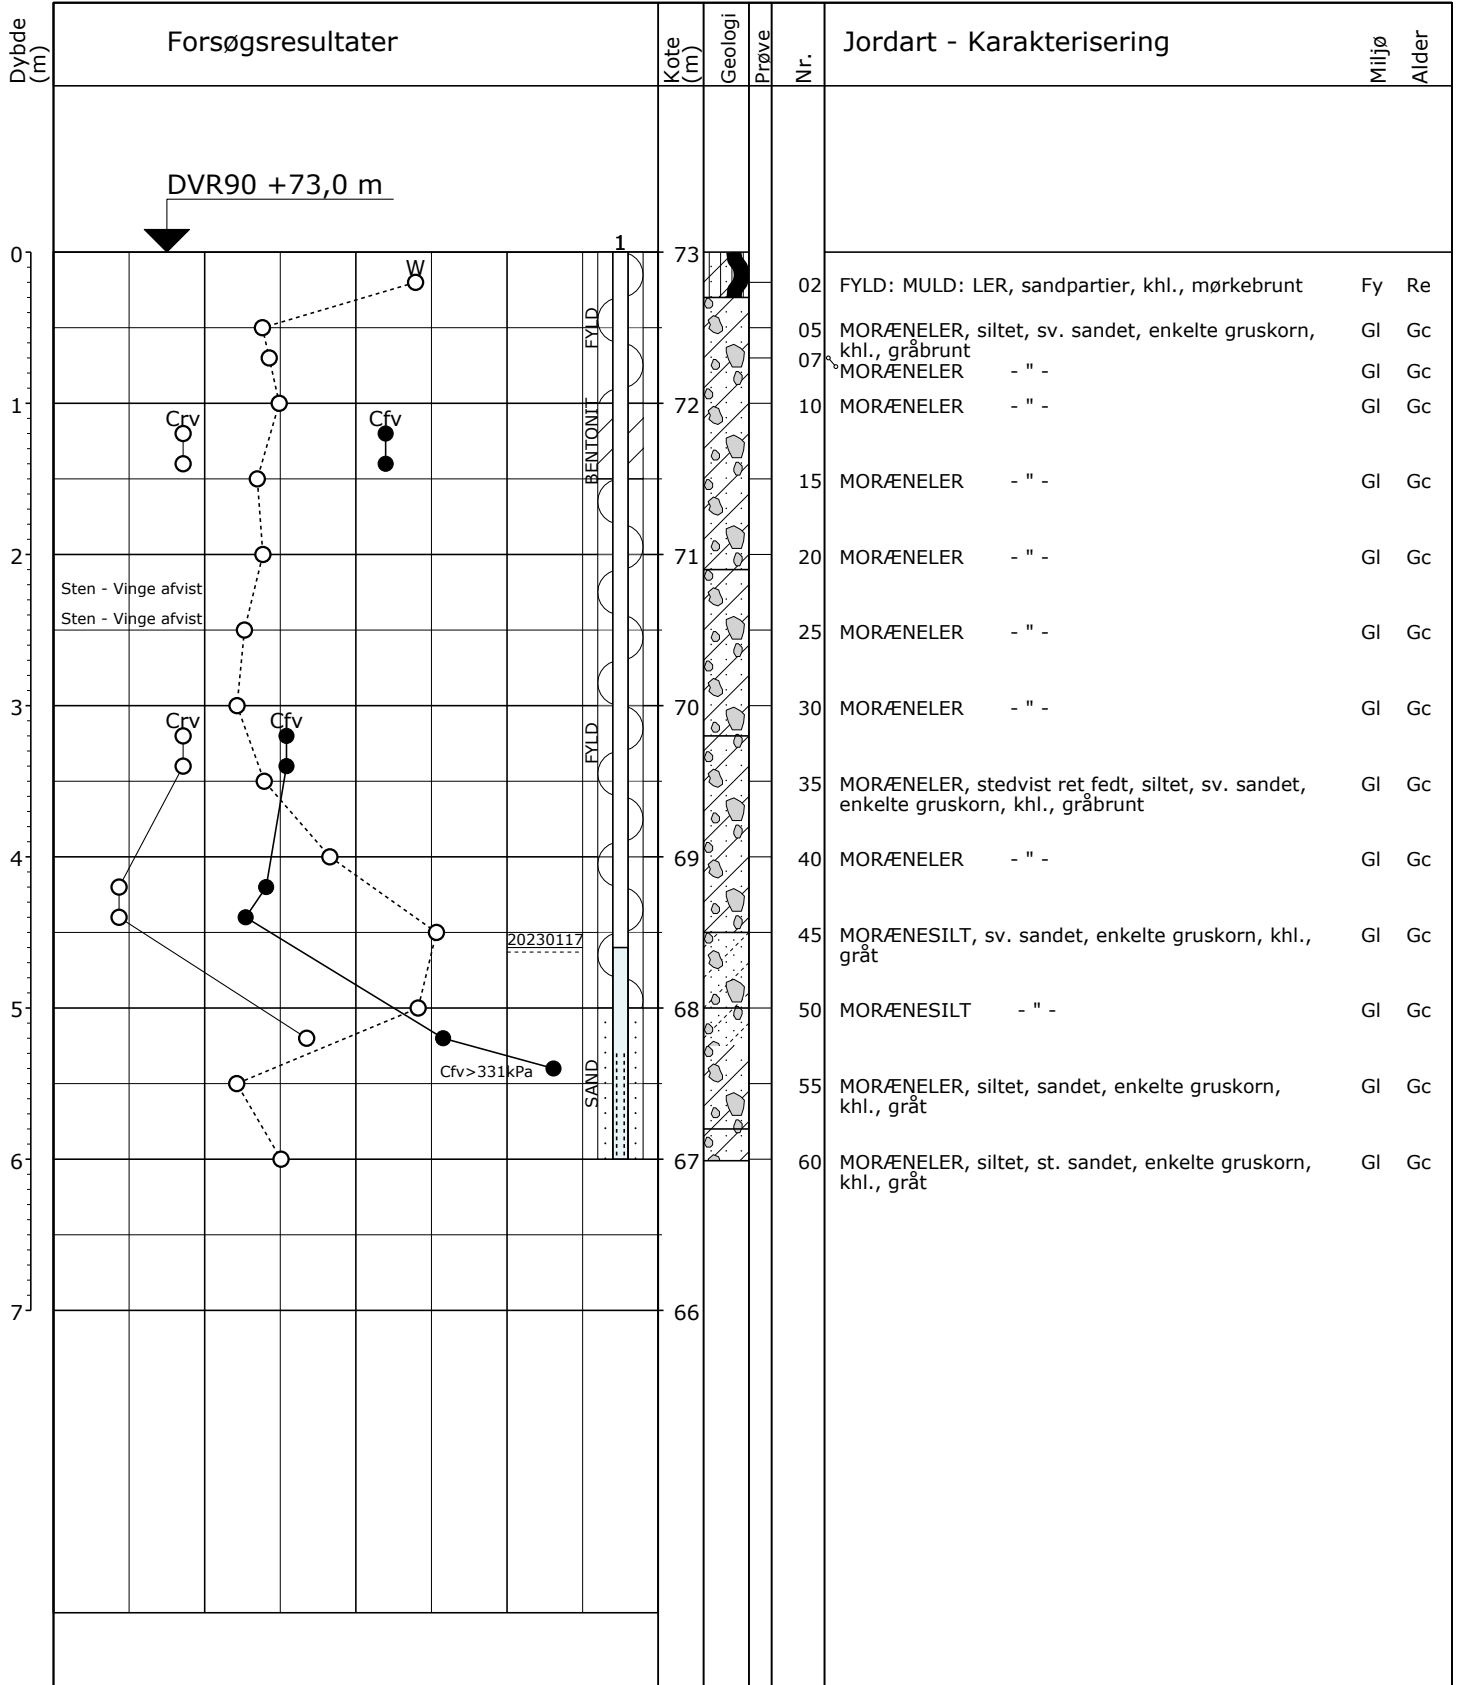 Dybde
(m)
Forsøgsresultater
Kote
(m)
Geologi
Prøve
Nr.
Jordart - Karakterisering
Miljø
Alder
DVR90 +73,0 m
1
0
73
W
02 FYLD: MULD: LER, sandpartier, khl., mørkebrunt Fy Re
FYLD
05 MORÆNELER, siltet, sv. sandet, enkelte gruskorn, Gl Gc
khl., gråbrunt
07 MORÆNELER - " - Gl Gc
1
72
10 MORÆNELER - " - Gl Gc
Crv
Cfv
BENTONIT
15 MORÆNELER - " - Gl Gc
2
71
20 MORÆNELER - " - Gl Gc
Sten - Vinge afvist
Sten - Vinge afvist
25 MORÆNELER - " - Gl Gc
3
70
30 MORÆNELER - " - Gl Gc
Crv
Cfv
FYLD
35 MORÆNELER, stedvist ret fedt, siltet, sv. sandet, Gl Gc
enkelte gruskorn, khl., gråbrunt
4
69
40 MORÆNELER - " - Gl Gc
20230117
45 MORÆNESILT, sv. sandet, enkelte gruskorn, khl., Gl Gc
gråt
5
68
50 MORÆNESILT - " - Gl Gc
Cfv>331kPa
SAND
55 MORÆNELER, siltet, sandet, enkelte gruskorn, Gl Gc
khl., gråt
6
67
60 MORÆNELER, siltet, st. sandet, enkelte gruskorn, Gl Gc
khl., gråt
7
66